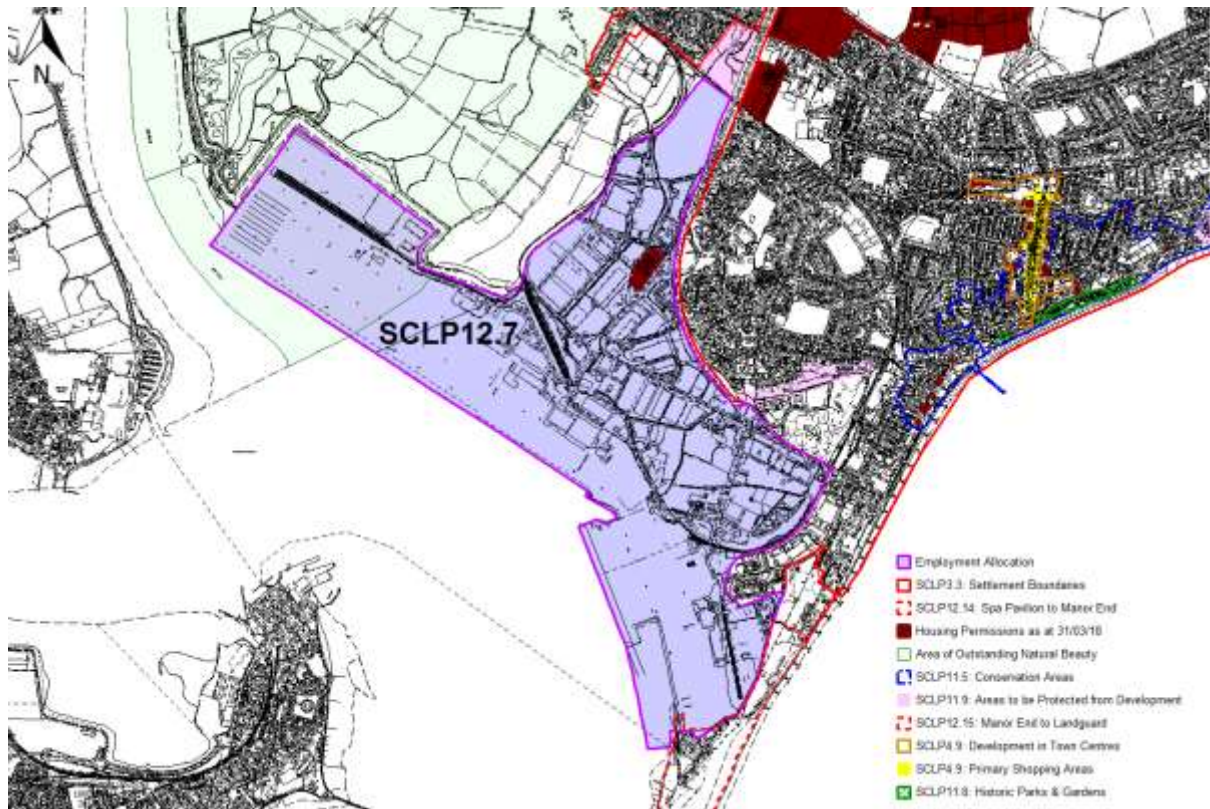 N
SCLP12.7
Employment Allocation
SCLP3.3: Settlement Boundaries
SCLP12.14: Spa Pavilion to Manor End
Housing Permissions as at 31/03/18
Area of Outstanding Natural Beauty
SCLP11.5: Conservation Areas
SCLP11.9: Areas to be Protected from Development
SCLP12.15: Manor End to Landguard
SCLP4.9: Development in Town Centres
SCLP4.9: Primary Shopping Areas
SCLP11.8: Historic Parks & Gardens